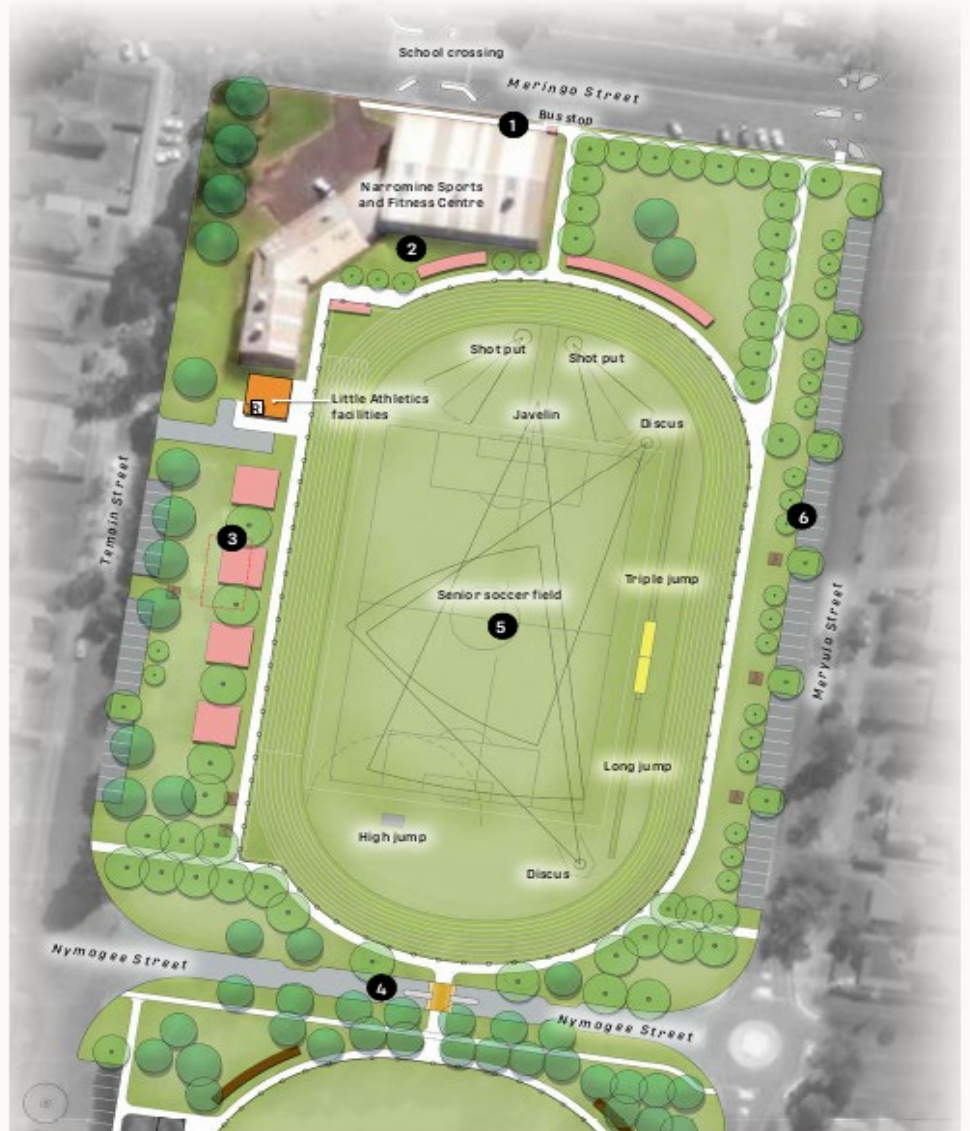 School crossing
Meringo Street
1
Bus stop
Narromine Sports
and Fitness Centre
2
Shot put
Shot put
Little Athletics
facilities
Javelin
Discus
Temoin Street
3
6
Triple jump
Senior soccer field
5
Meryula Street
Long jump
High jump
Discus
Nymagee Street
4
Nymagee Street